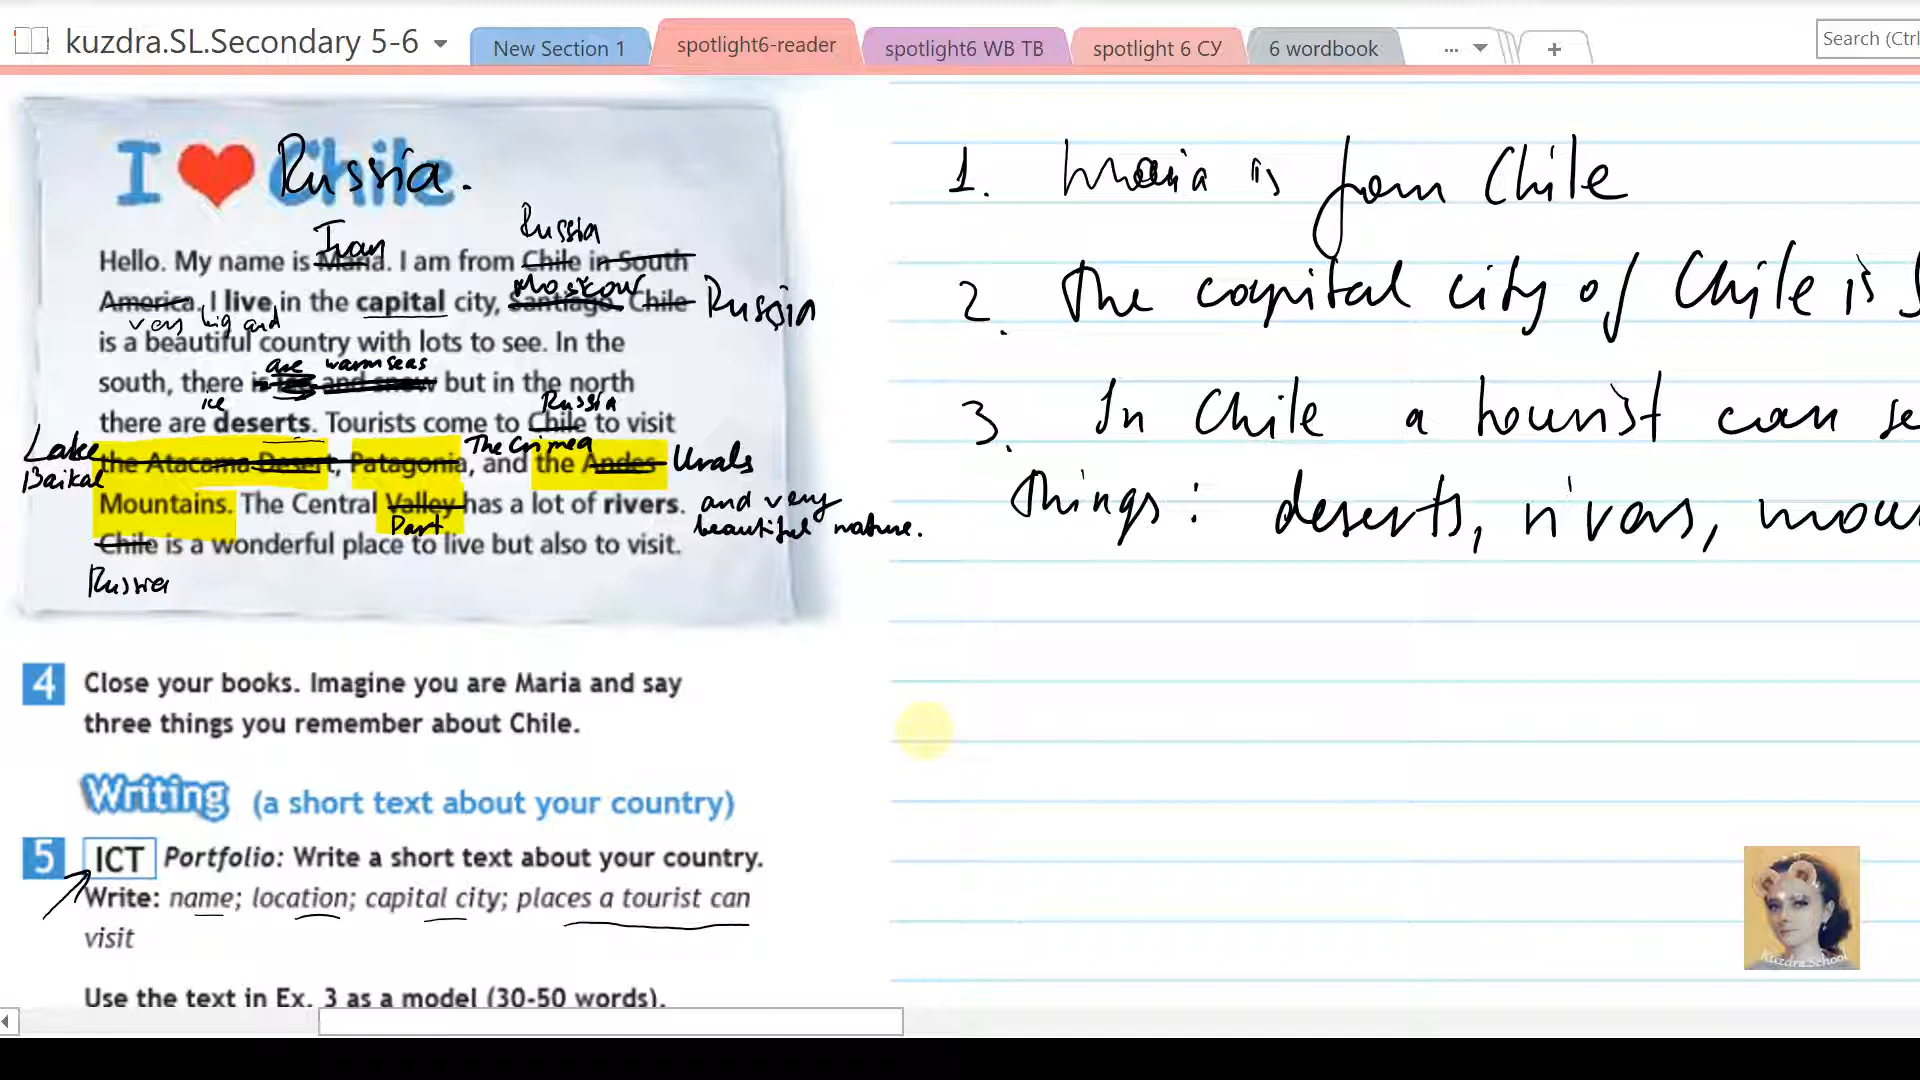 kuzdra.SL.Secondary 5-6
New Section 1
spotlight6-reader
spotlight6 WB TB
spotlight 6 СУ
6 wordbook
...
+
Search (Ctrl
I Chile
Russia.
Ivan
Russia
Hello. My name is Maria. I am from Chile in South
Moskow
America. I live in the capital city, Santiago. Chile Russia
very big and
is a beautiful country with lots to see. In the
are warm seas
south, there is and snow but in the north
ice
Russia
there are deserts. Tourists come to Chile to visit
Lake
The Crimea
the Atacama Desert, Patagonia, and the Andes Urals
Baikal
Mountains. The Central Valley has a lot of rivers. and very
Part
beautiful nature.
Chile is a wonderful place to live but also to visit.
Russia
4 Close your books. Imagine you are Maria and say
three things you remember about Chile.
Writing (a short text about your country)
5 ICT Portfolio: Write a short text about your country.
Write: name; location; capital city; places a tourist can
visit
Use the text in Ex. 3 as a model (30-50 words).
1. Maria is from Chile
2. The capital city of Chile is S
3. In Chile a tourist can se
things: deserts, rivers, moun
Kuzdra.School